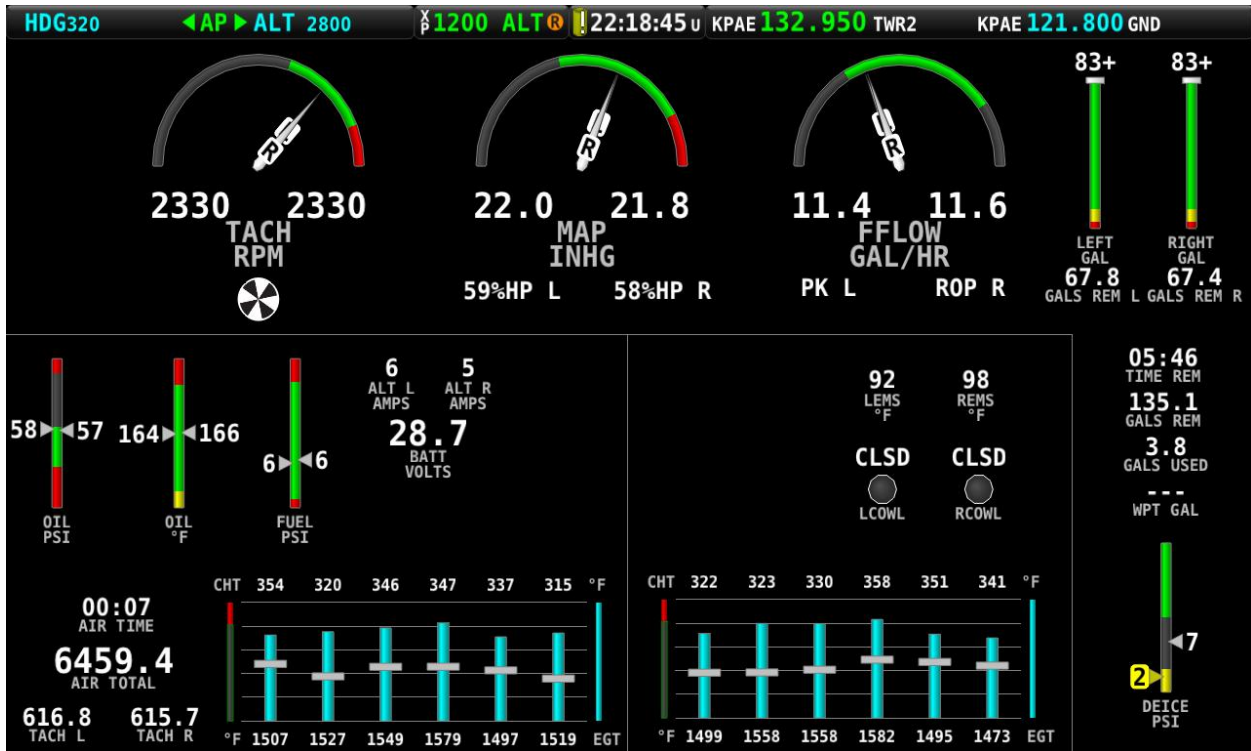 HDG320 AP ALT 2800 XP 1200 ALT R ! 22:18:45 U KPAE 132.950 TWR2 KPAE 121.800 GND
83+ 83+
L R L R L R
2330 2330 22.0 21.8 11.4 11.6
TACH MAP FFLOW
RPM INHG GAL/HR
LEFT RIGHT
GAL GAL
59%HP L 58%HP R PK L ROP R
67.8 67.4
GALS REM L GALS REM R
58 57 164 166 6 6
OIL OIL FUEL
PSI °F PSI
6 5
ALT L ALT R
AMPS AMPS
28.7
BATT
VOLTS
92 98
LEMS REMS
°F °F
CLSD CLSD
LCOWL RCOWL
05:46
TIME REM
135.1
GALS REM
3.8
GALS USED
---
WPT GAL
7
2
DEICE
PSI
00:07
AIR TIME
6459.4
AIR TOTAL
616.8 615.7
TACH L TACH R
CHT 354 320 346 347 337 315 °F
°F 1507 1527 1549 1579 1497 1519 EGT
CHT 322 323 330 358 351 341 °F
°F 1499 1558 1558 1582 1495 1473 EGT